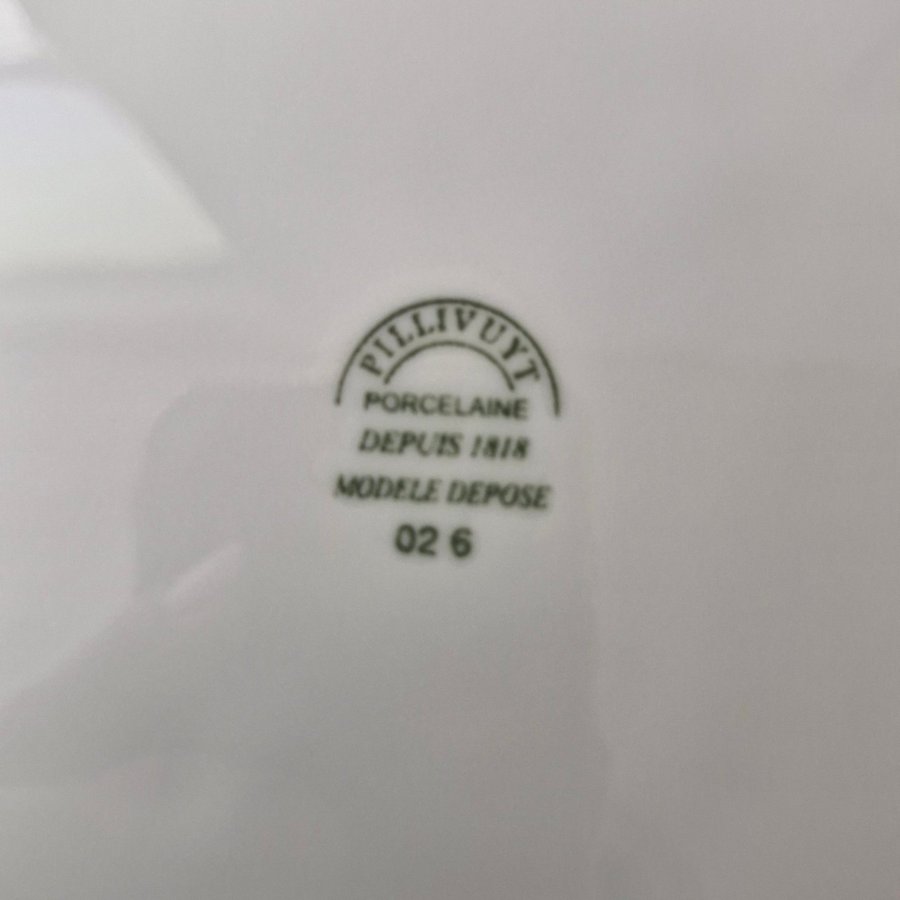 PILLIVUYT
PORCELAINE
DEPUIS 1818
MODELE DEPOSE
02 6